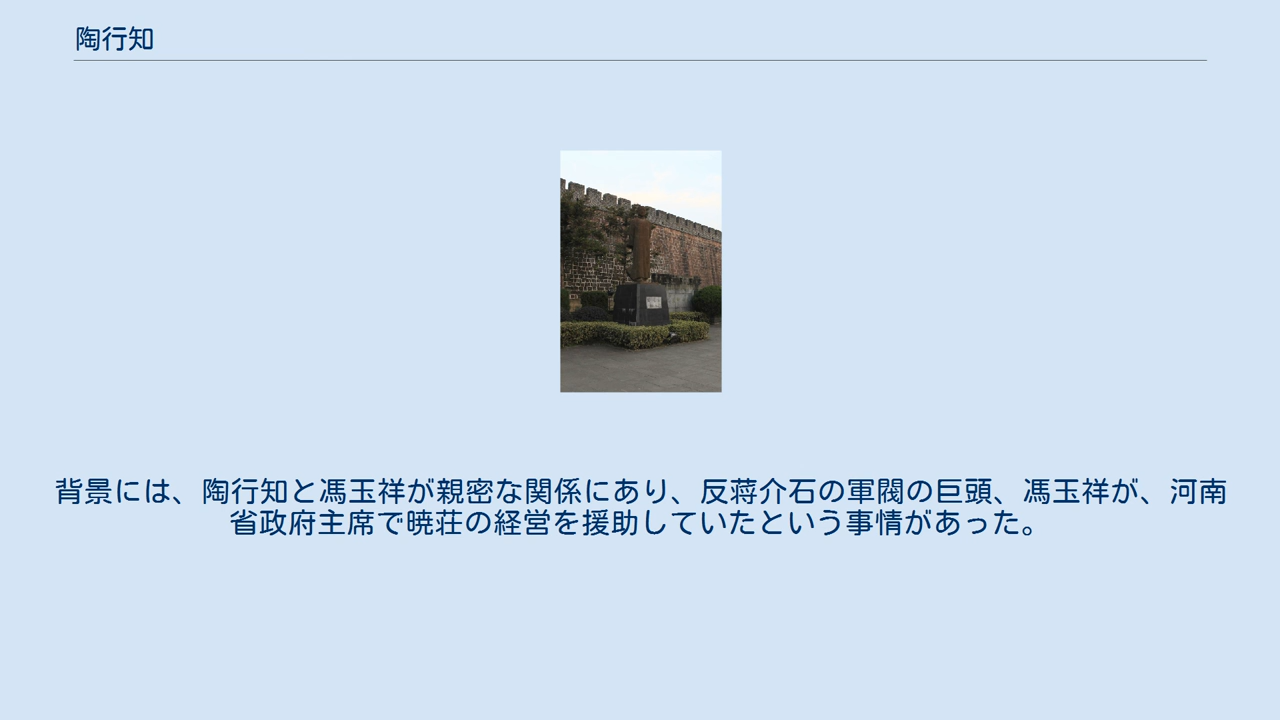 陶行知
背景には、陶行知と馮玉祥が親密な関係にあり、反蒋介石の軍閥の巨頭、馮玉祥が、河南
省政府主席で暁荘の経営を援助していたという事情があった。